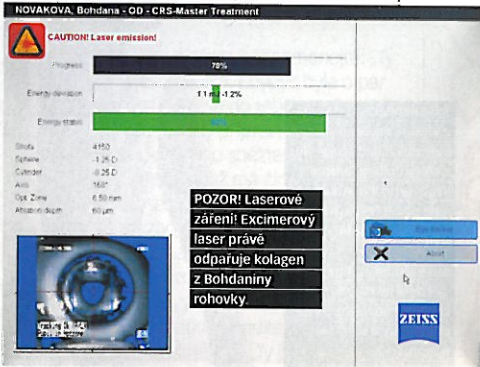 NOVAKOVA, Bohdana - OD - CRS-Master Treatment
CAUTION! Laser emission!
Progress
78%
Energy deviation
-1.2%
Energy status
Shots 4150
Sphere -1.25 D
Cylinder -0.25 D
Axis 168°
Opt. Zone 6.50 mm
Ablation depth 60 µm
POZOR! Laserové
záření! Excimerový
laser právě
odpařuje kolagen
z Bohdaniny
rohovky.
Abort
ZEISS